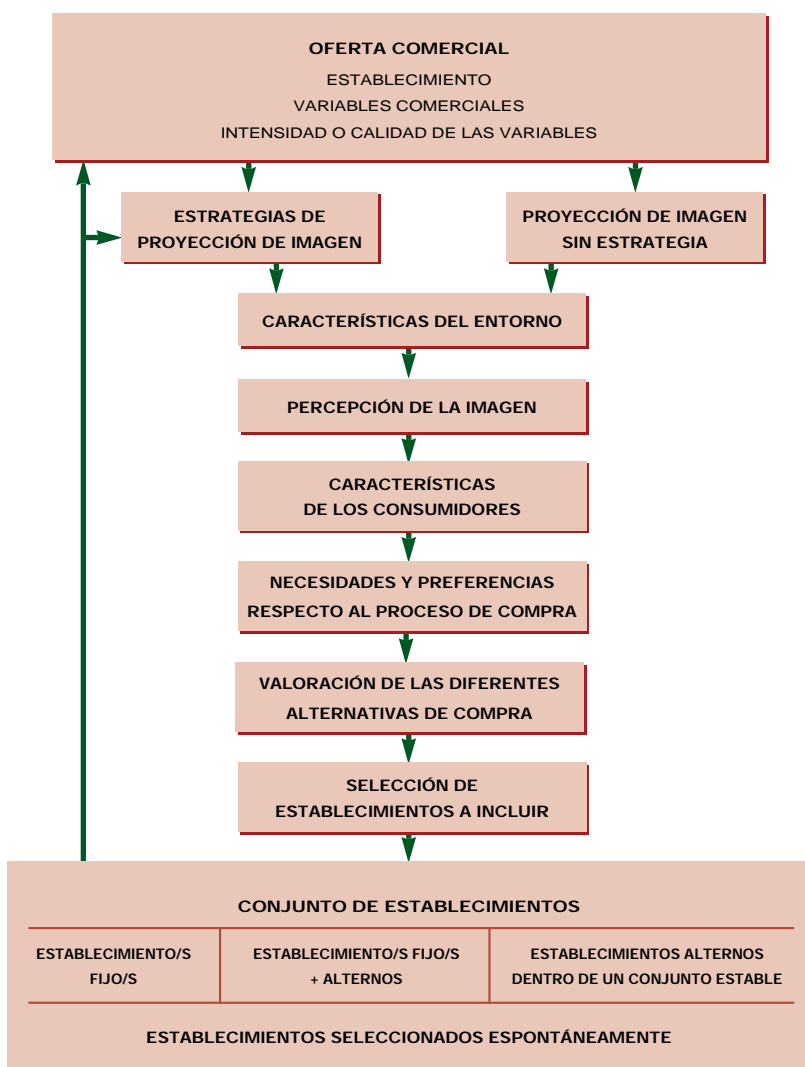 OFERTA COMERCIAL
ESTABLECIMIENTO
VARIABLES COMERCIALES
INTENSIDAD O CALIDAD DE LAS VARIABLES
ESTRATEGIAS DE
PROYECCIÓN DE IMAGEN
PROYECCIÓN DE IMAGEN
SIN ESTRATEGIA
CARACTERÍSTICAS DEL ENTORNO
PERCEPCIÓN DE LA IMAGEN
CARACTERÍSTICAS
DE LOS CONSUMIDORES
NECESIDADES Y PREFERENCIAS
RESPECTO AL PROCESO DE COMPRA
VALORACIÓN DE LAS DIFERENTES
ALTERNATIVAS DE COMPRA
SELECCIÓN DE
ESTABLECIMIENTOS A INCLUIR
CONJUNTO DE ESTABLECIMIENTOS
ESTABLECIMIENTO/S
FIJO/S
ESTABLECIMIENTO/S FIJO/S
+ ALTERNOS
ESTABLECIMIENTOS ALTERNOS
DENTRO DE UN CONJUNTO ESTABLE
ESTABLECIMIENTOS SELECCIONADOS ESPONTÁNEAMENTE